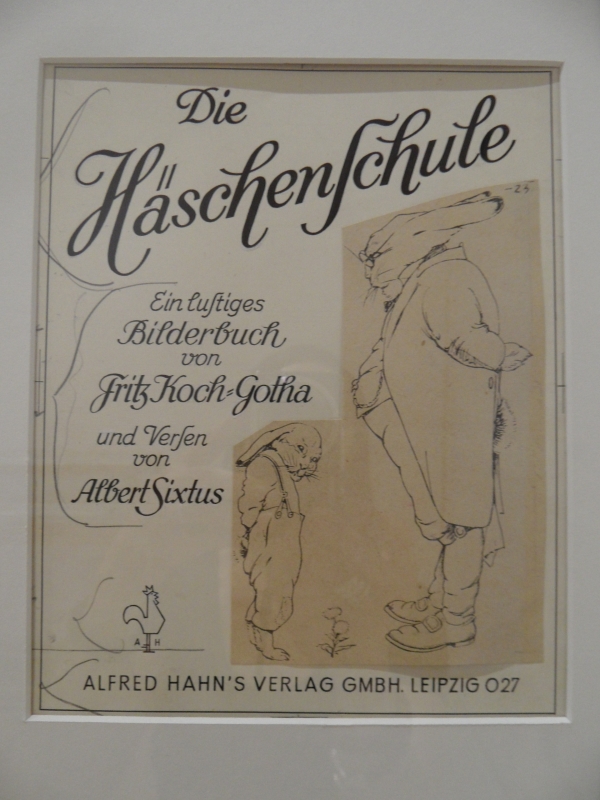 Die
Häschenschule
-23
Ein lustiges
Bilderbuch
von
Fritz Koch=Gotha
und Versen
von
Albert Sixtus
A H
ALFRED HAHN'S VERLAG GMBH. LEIPZIG O27